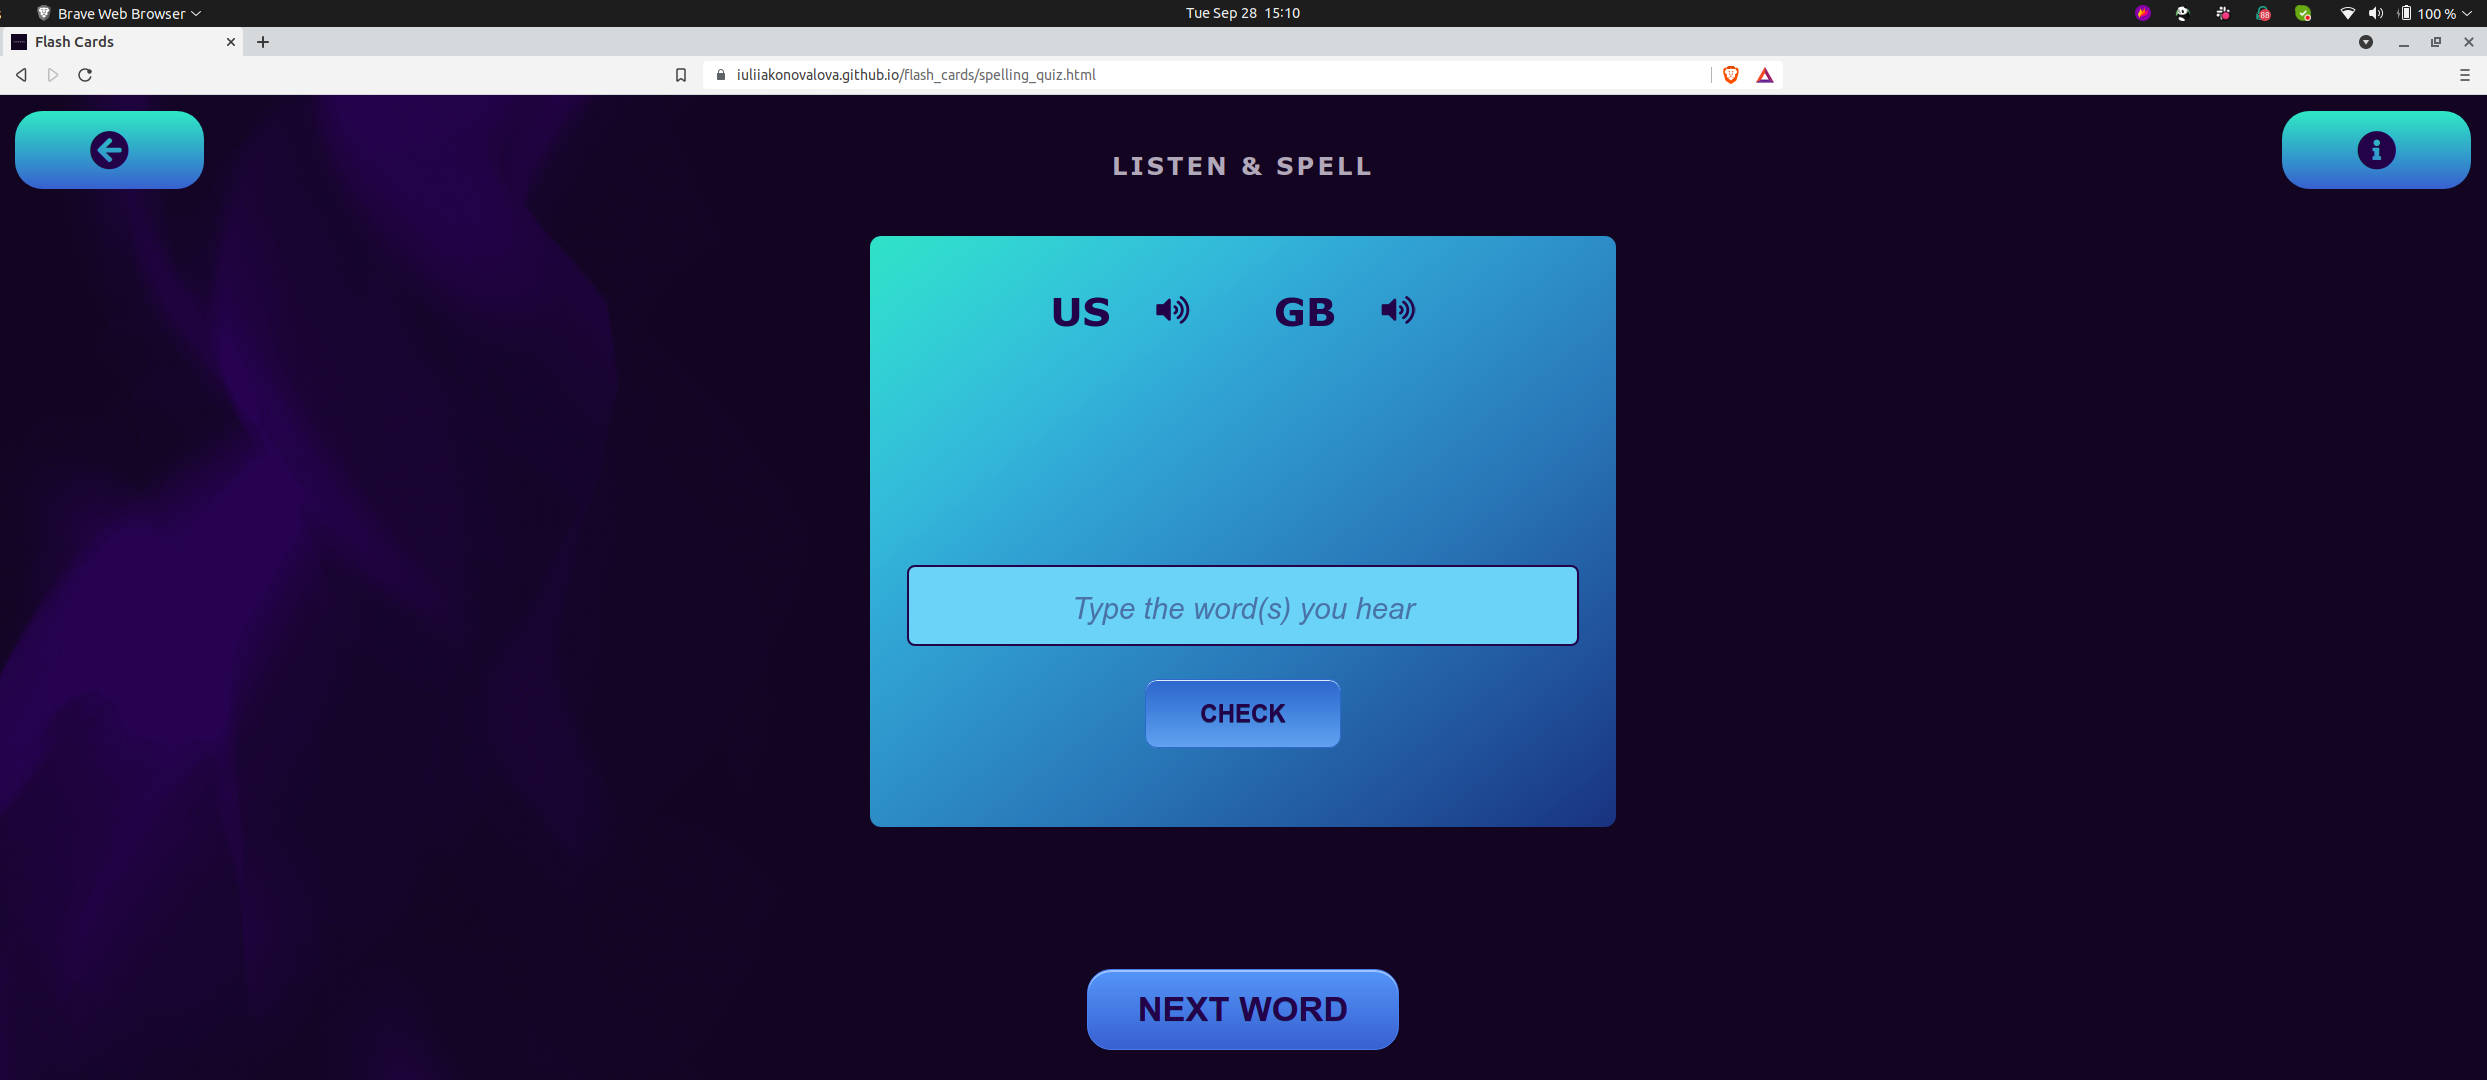 Brave Web Browser
Tue Sep 28 15:10
88
100 %
Flash Cards
iuliiakonovalova.github.io/flash_cards/spelling_quiz.html
LISTEN & SPELL
US GB
Type the word(s) you hear
CHECK
NEXT WORD